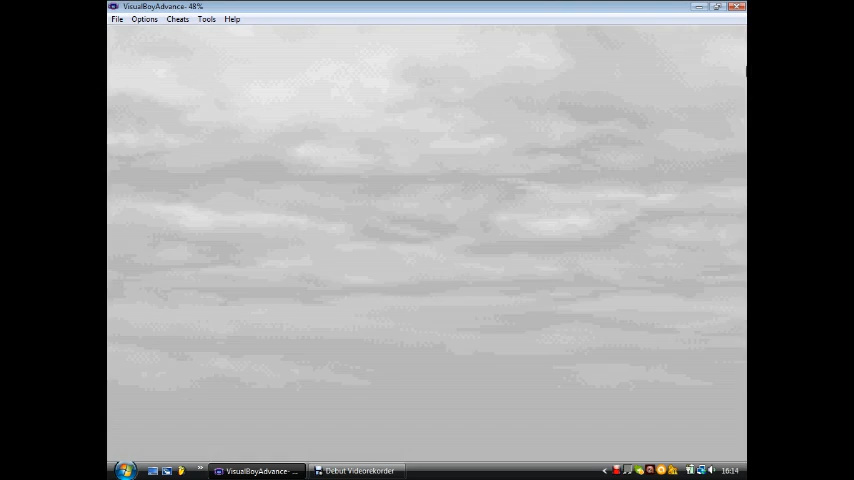 VisualBoyAdvance- 48%
File Options Cheats Tools Help
VisualBoyAdvance- ...
Debut Videorekorder
16:14